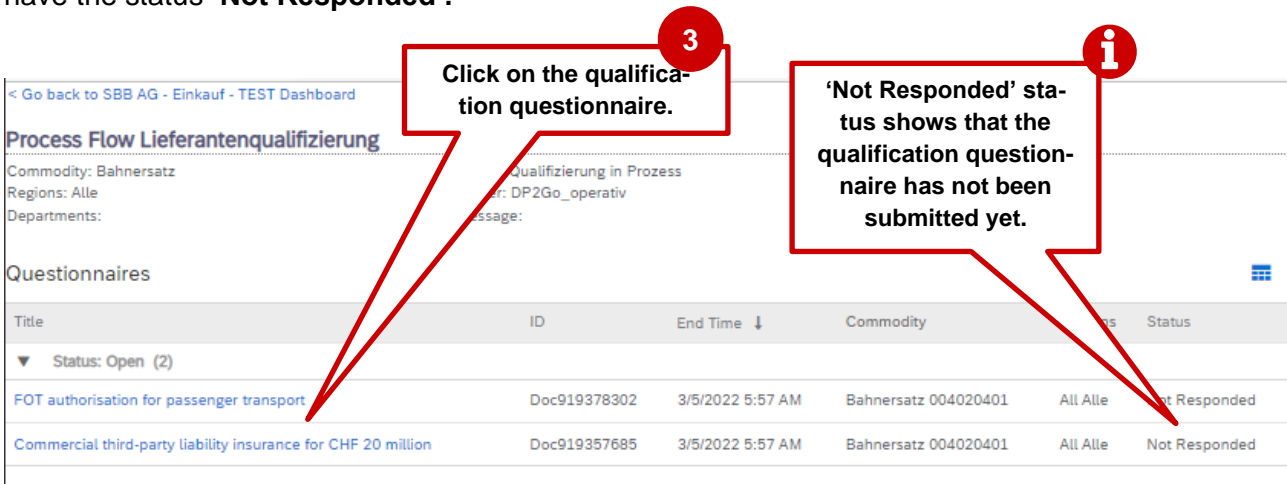 have the status 'Not Responded'.
3
Click on the qualifica-
tion questionnaire.
i
'Not Responded' sta-
tus shows that the
qualification question-
naire has not been
submitted yet.
< Go back to SBB AG - Einkauf - TEST Dashboard
Process Flow Lieferantenqualifizierung
Commodity: Bahnersatz Qualifizierung in Prozess
Regions: Alle DP2Go_operativ
Departments:
Questionnaires
Title ID End Time ↓ Commodity Status
▼ Status: Open (2)
FOT authorisation for passenger transport Doc919378302 3/5/2022 5:57 AM Bahnersatz 004020401 All Alle Not Responded
Commercial third-party liability insurance for CHF 20 million Doc919357685 3/5/2022 5:57 AM Bahnersatz 004020401 All Alle Not Responded